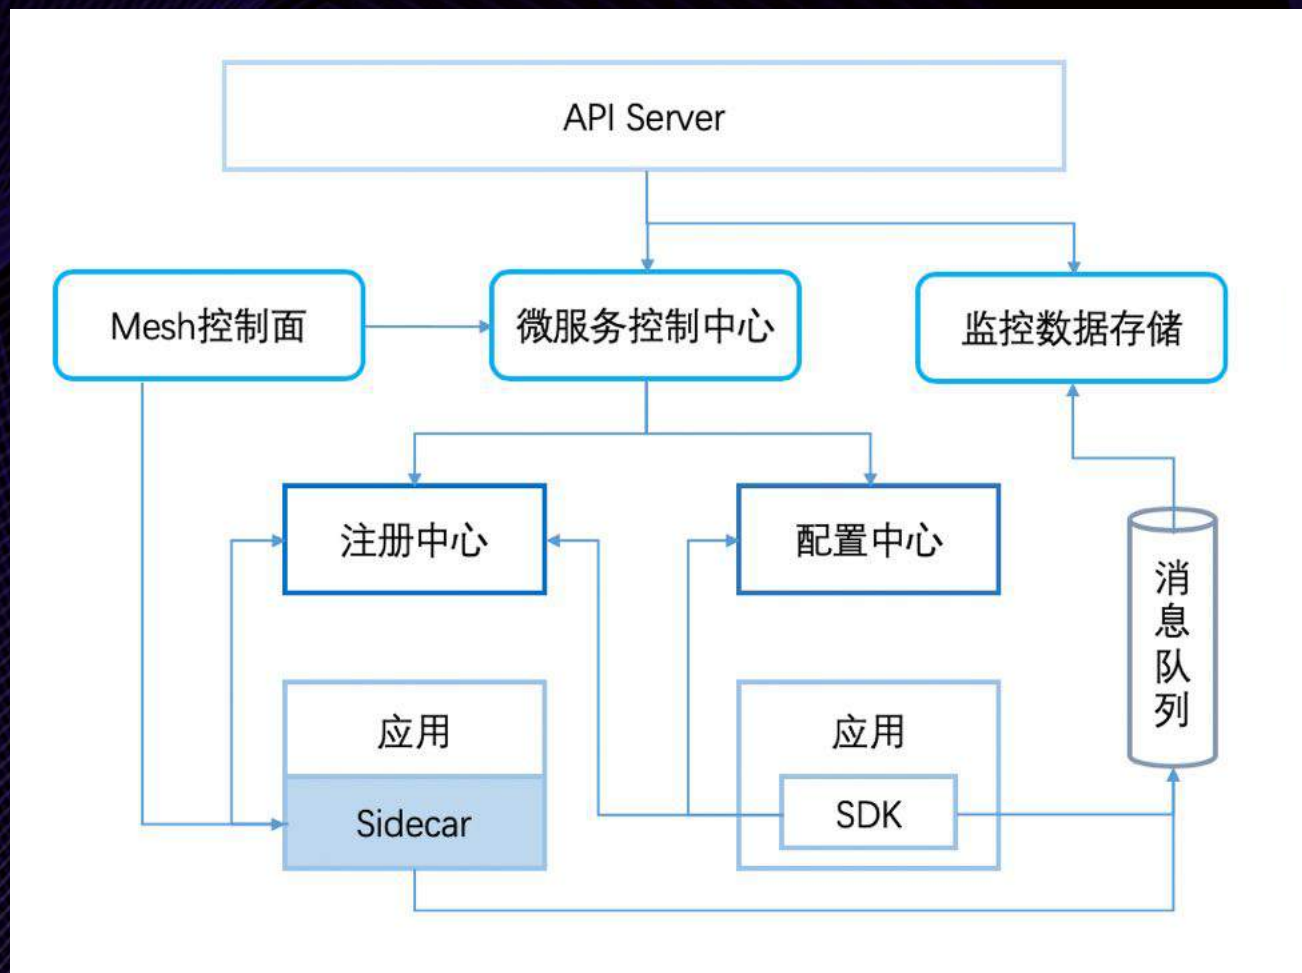 API Server
Mesh控制面
微服务控制中心
监控数据存储
注册中心
配置中心
消息队列
应用
Sidecar
应用
SDK